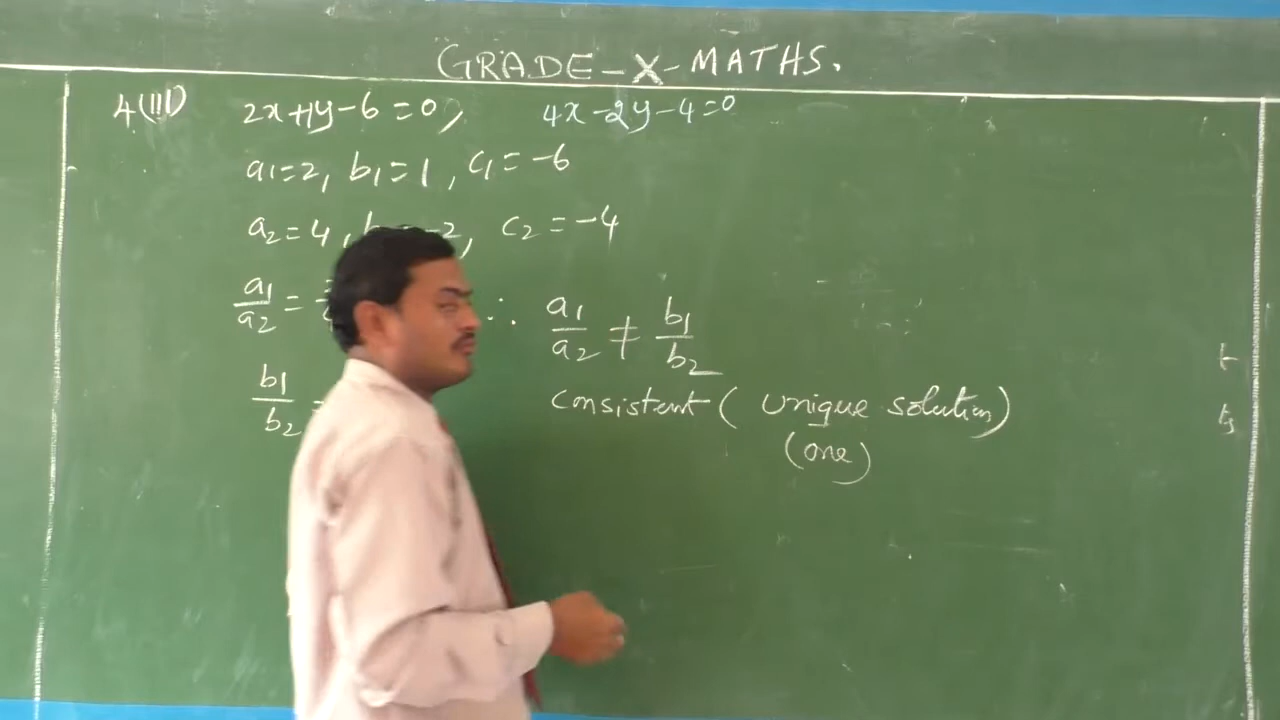 GRADE-X-MATHS.
4(III) 2x+1y-6=0, 4x-2y-4=0
a1=2, b1=1, c1=-6
a2=4, -2, c2=-4
a1/a2 = ∴ a1/a2 ≠ b1/b2
b1/b2 =
consistent (unique solution)
(one)